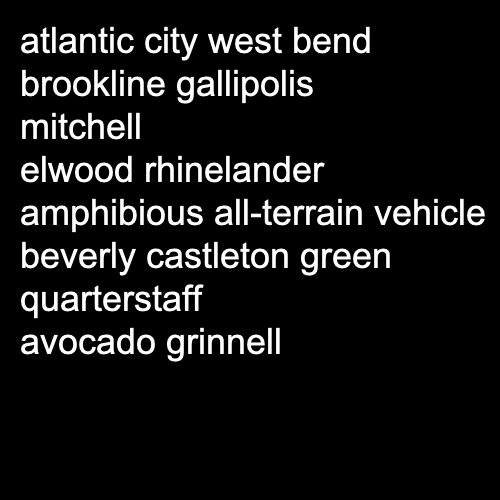 atlantic city west bend
brookline gallipolis
mitchell
elwood rhinelander
amphibious all-terrain vehicle
beverly castleton green
quarterstaff
avocado grinnell